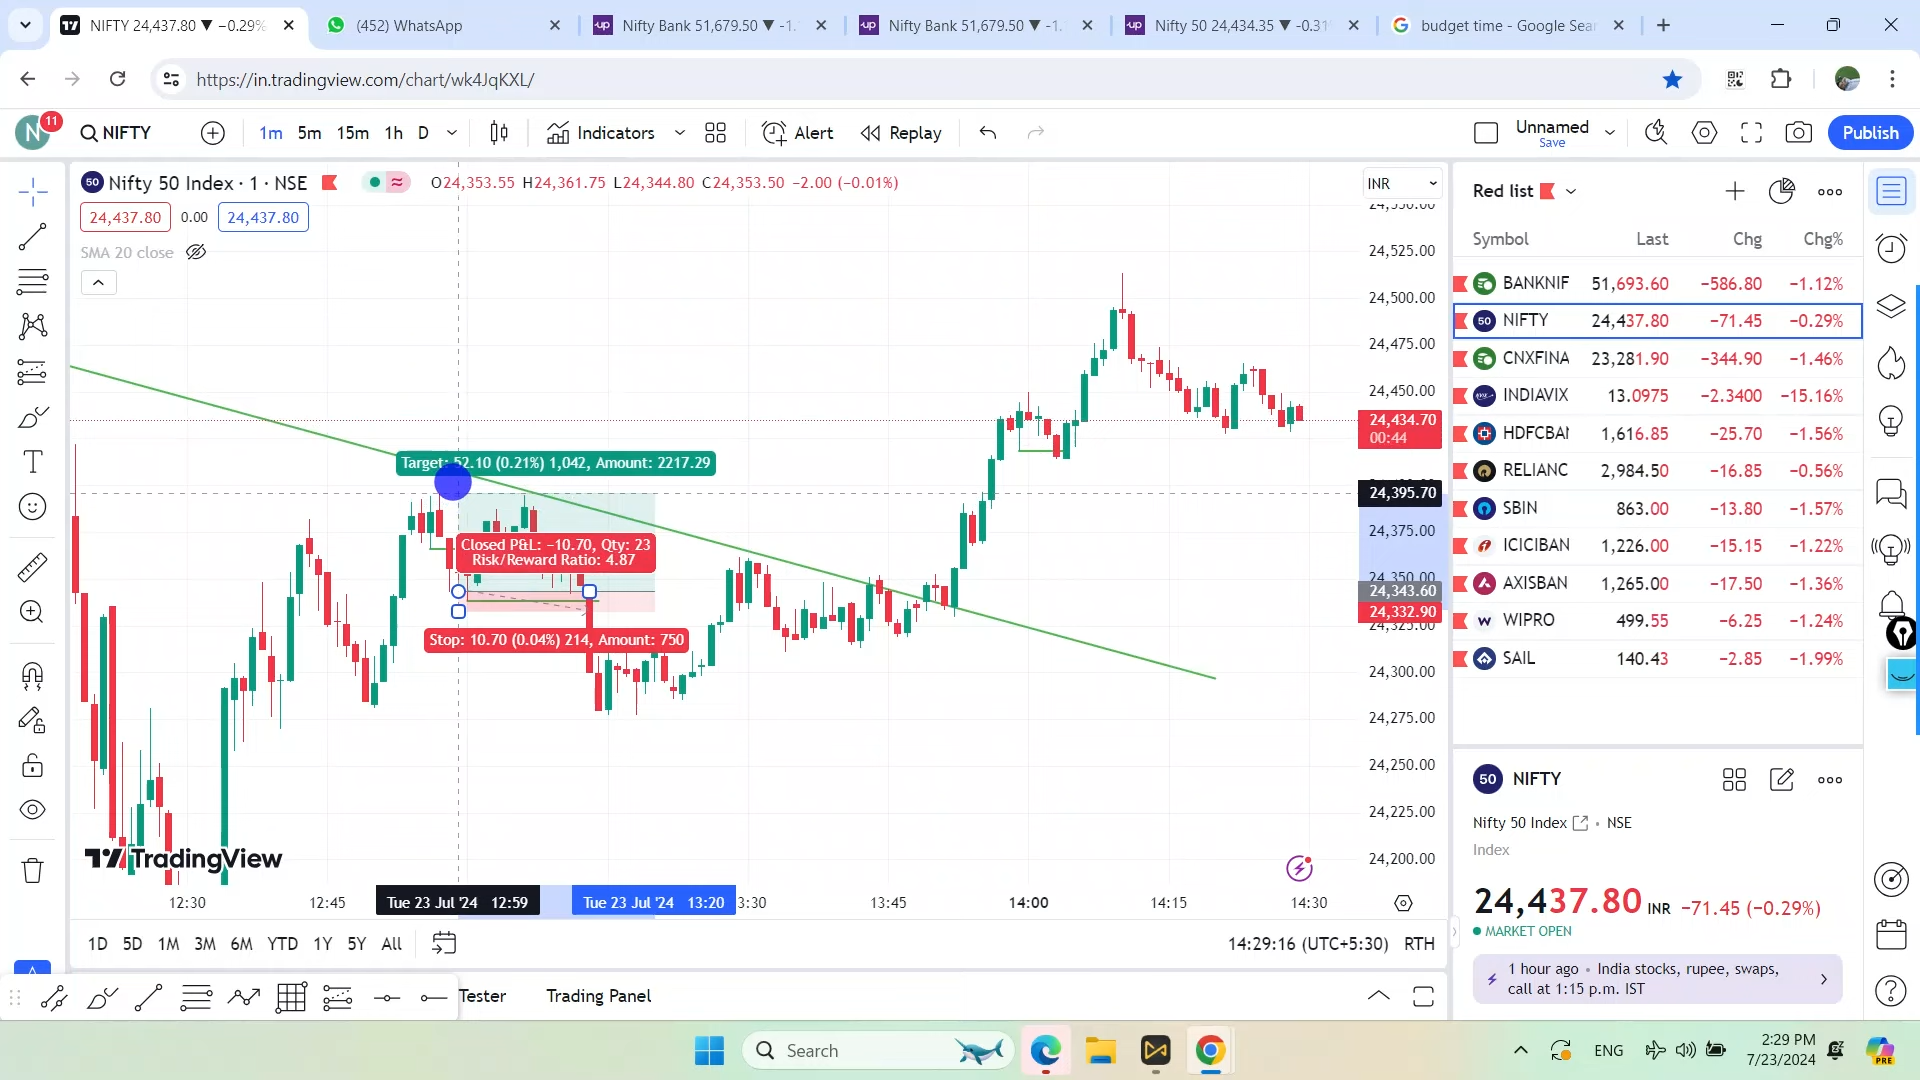 NIFTY 24,437.80 ▼ −0.29%
(452) WhatsApp
Nifty Bank 51,679.50 ▼ -1.
Nifty Bank 51,679.50 ▼ -1.
Nifty 50 24,434.35 ▼ -0.31
budget time - Google Sear
https://in.tradingview.com/chart/wk4JqKXL/
N 11
NIFTY
1m 5m 15m 1h D
Indicators
Alert
Replay
Unnamed
Save
Publish
50 Nifty 50 Index · 1 · NSE
O24,353.55 H24,361.75 L24,344.80 C24,353.50 −2.00 (−0.01%)
24,437.80 0.00 24,437.80
SMA 20 close
INR
24,525.00
24,500.00
24,475.00
24,450.00
24,434.70
00:44
24,395.70
24,375.00
24,350.00
24,343.60
24,332.90
24,325.00
24,300.00
24,275.00
24,250.00
24,225.00
24,200.00
Target: 52.10 (0.21%) 1,042, Amount: 2217.29
Closed P&L: −10.70, Qty: 23
Risk/Reward Ratio: 4.87
Stop: 10.70 (0.04%) 214, Amount: 750
TradingView
12:30 12:45 Tue 23 Jul '24 12:59 Tue 23 Jul '24 13:20 3:30 13:45 14:00 14:15 14:30
1D 5D 1M 3M 6M YTD 1Y 5Y All
14:29:16 (UTC+5:30) RTH
Tester Trading Panel
Red list
Symbol Last Chg Chg%
BANKNIF 51,693.60 −586.80 −1.12%
50 NIFTY 24,437.80 −71.45 −0.29%
CNXFINA 23,281.90 −344.90 −1.46%
INDIAVIX 13.0975 −2.3400 −15.16%
HDFCBAN 1,616.85 −25.70 −1.56%
RELIANC 2,984.50 −16.85 −0.56%
SBIN 863.00 −13.80 −1.57%
ICICIBAN 1,226.00 −15.15 −1.22%
AXISBAN 1,265.00 −17.50 −1.36%
WIPRO 499.55 −6.25 −1.24%
SAIL 140.43 −2.85 −1.99%
50 NIFTY
Nifty 50 Index • NSE
Index
24,437.80 INR −71.45 (−0.29%)
MARKET OPEN
1 hour ago • India stocks, rupee, swaps,
call at 1:15 p.m. IST
Search
ENG
2:29 PM
7/23/2024
PRE